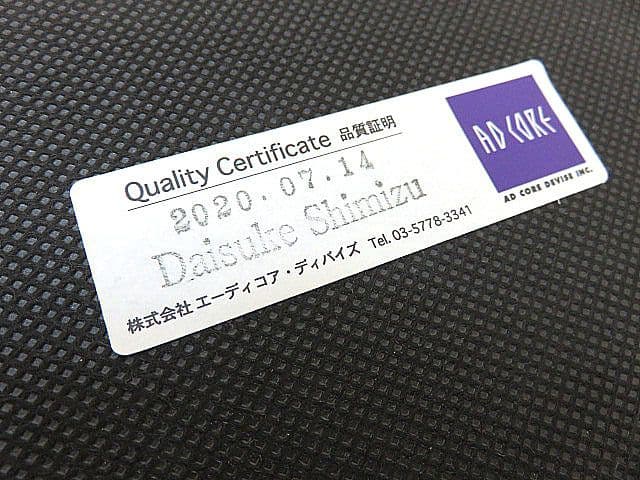 Quality Certificate 品質証明
2020.07.14
Daisuke Shimizu
株式会社 エーディコア・ディバイズ Tel. 03-5778-3341
AD CORE
AD CORE DEVISE INC.